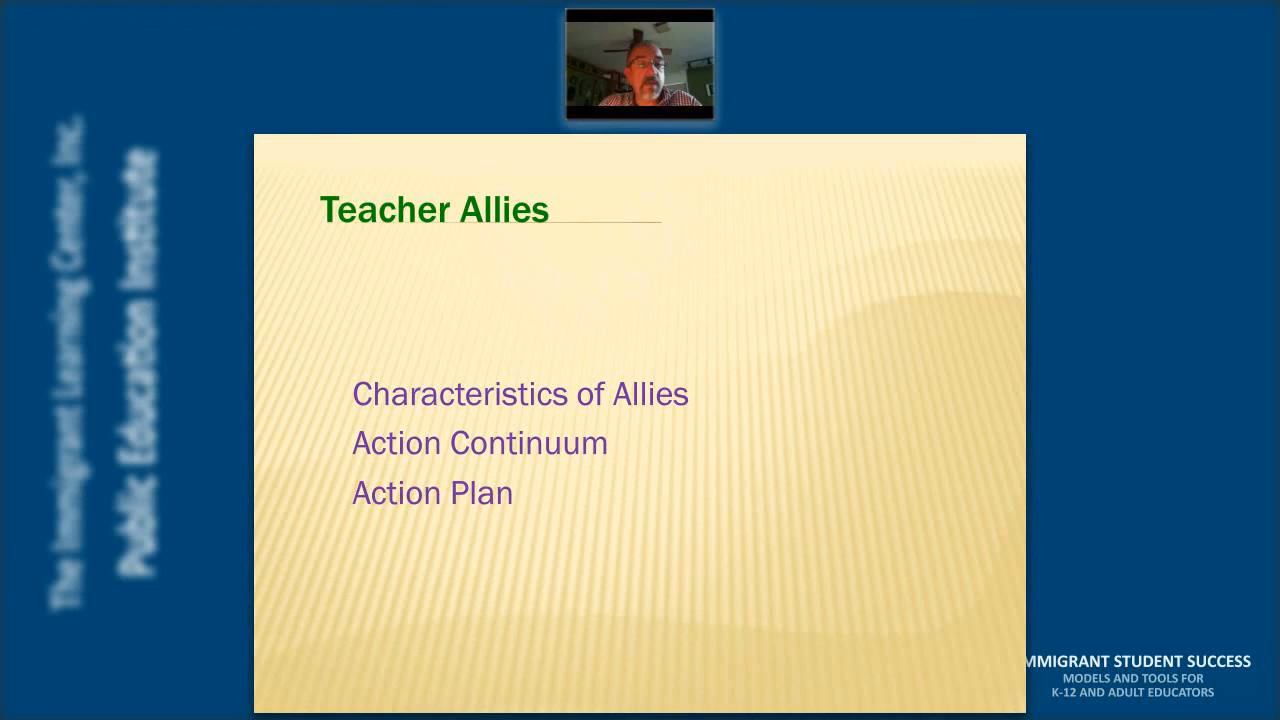 The Immigrant Learning Center, Inc.
Public Education Institute
Teacher Allies
Characteristics of Allies
Action Continuum
Action Plan
MMIGRANT STUDENT SUCCESS
MODELS AND TOOLS FOR
K-12 AND ADULT EDUCATORS